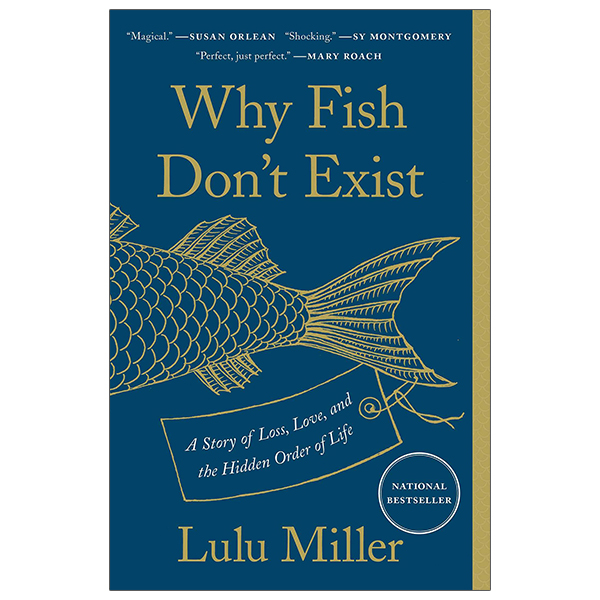 “Magical.” —SUSAN ORLEAN “Shocking.” —SY MONTGOMERY
“Perfect, just perfect.” —MARY ROACH
Why Fish
Don’t Exist
A Story of Loss, Love, and
the Hidden Order of Life
NATIONAL
BESTSELLER
Lulu Miller